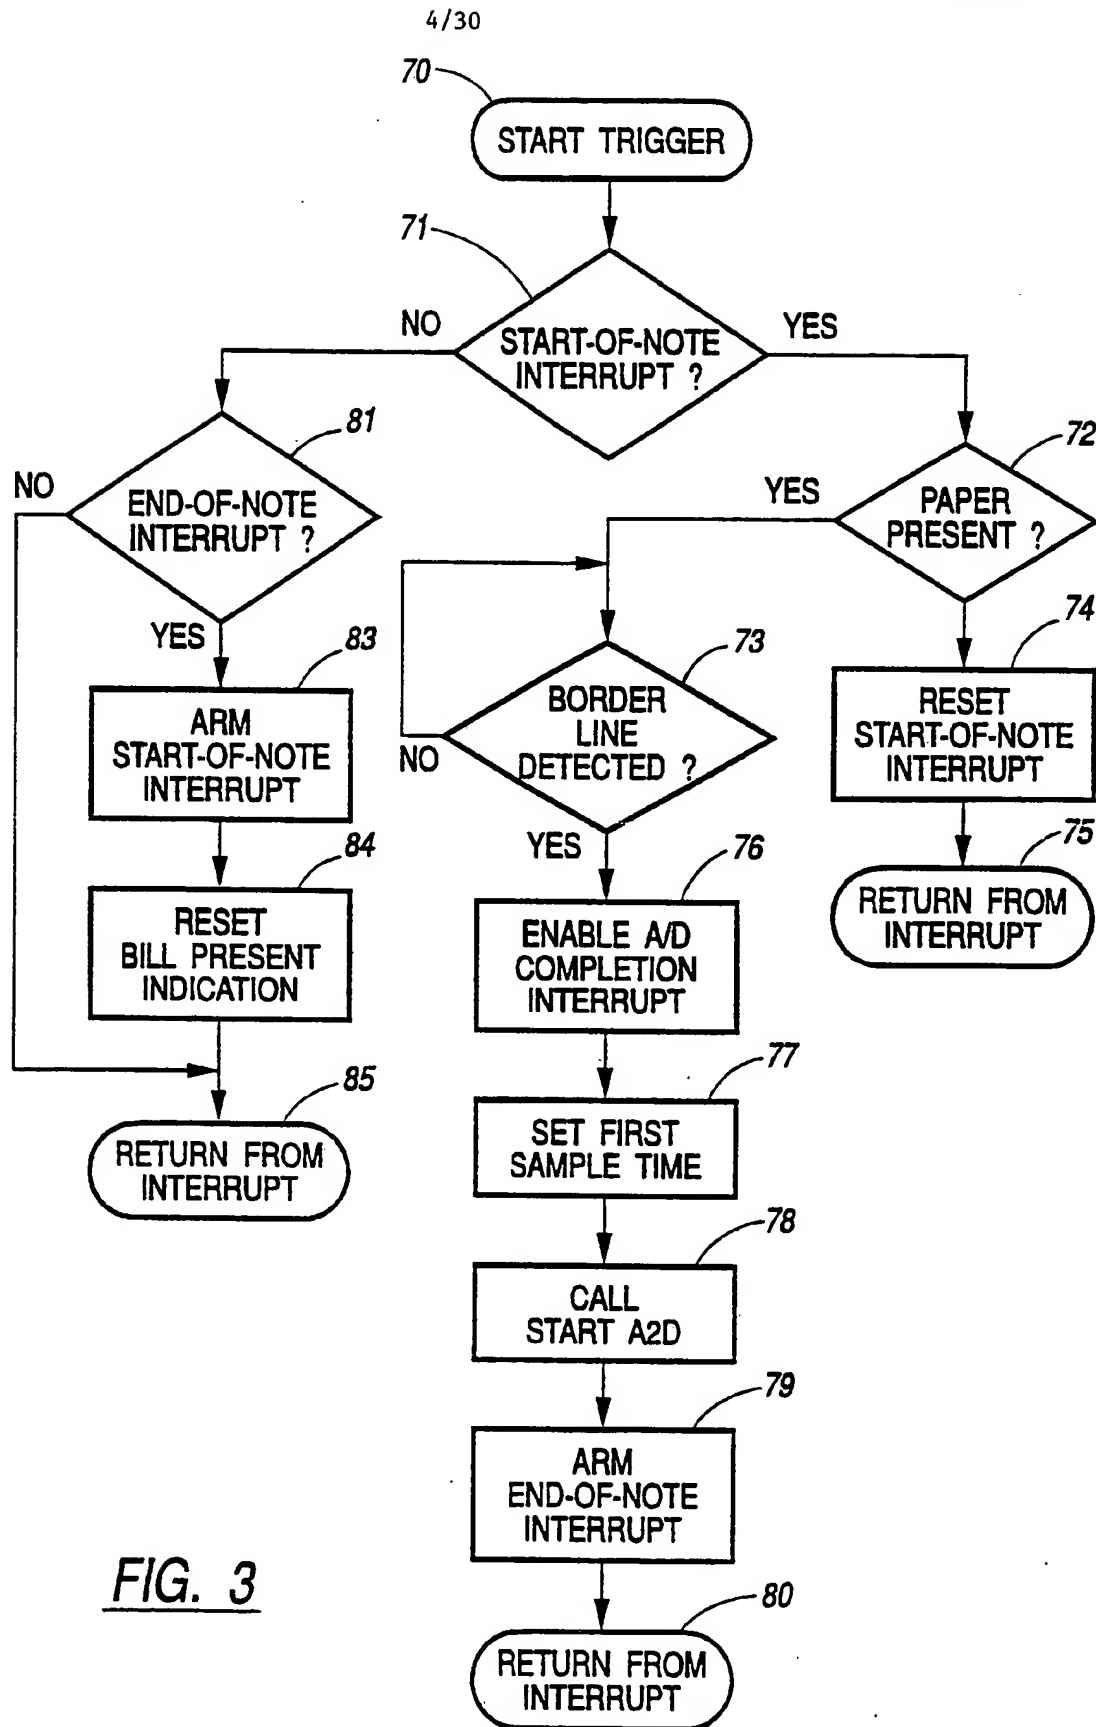 4/30
70
START TRIGGER
71
NO
START-OF-NOTE
INTERRUPT ?
YES
81
NO
END-OF-NOTE
INTERRUPT ?
YES
72
YES
PAPER
PRESENT ?
83
ARM
START-OF-NOTE
INTERRUPT
73
BORDER
LINE
DETECTED ?
NO
YES
74
RESET
START-OF-NOTE
INTERRUPT
75
RETURN FROM
INTERRUPT
84
RESET
BILL PRESENT
INDICATION
85
RETURN FROM
INTERRUPT
76
ENABLE A/D
COMPLETION
INTERRUPT
77
SET FIRST
SAMPLE TIME
78
CALL
START A2D
79
ARM
END-OF-NOTE
INTERRUPT
80
RETURN FROM
INTERRUPT
FIG. 3